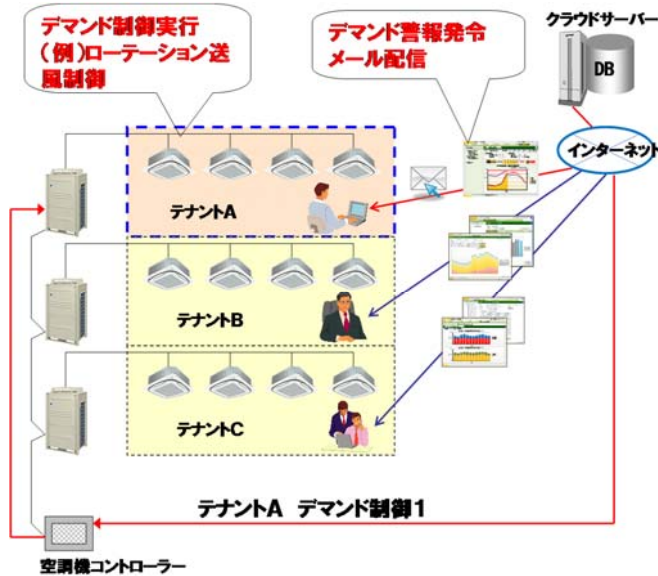 デマンド制御実行
(例)ローテーション送
風制御
デマンド警報発令
メール配信
クラウドサーバー
DB
インターネット
テナントA
テナントB
テナントC
テナントA デマンド制御1
空調機コントローラー